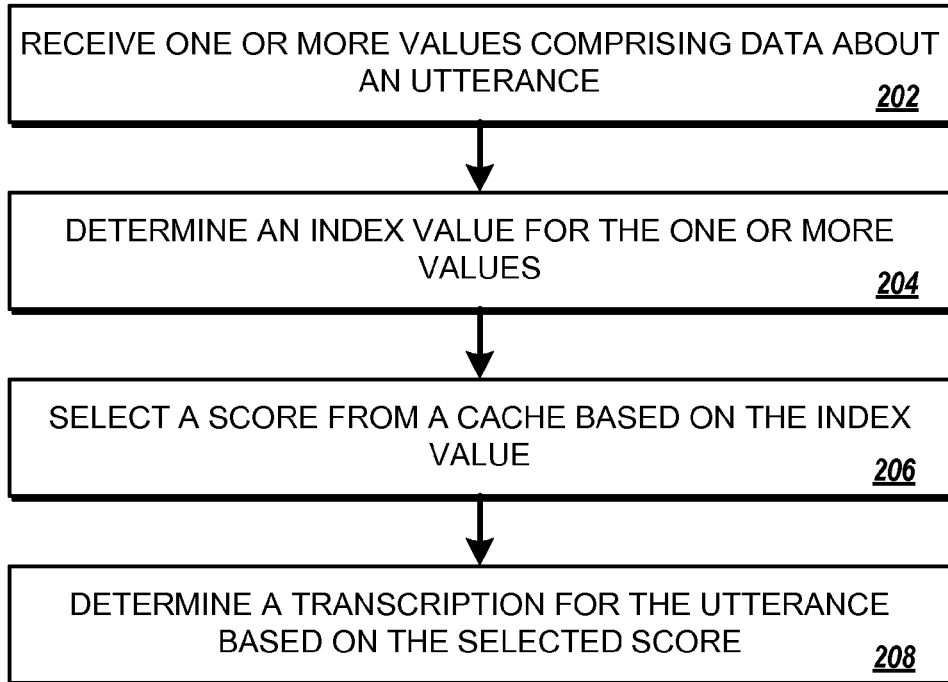 RECEIVE ONE OR MORE VALUES COMPRISING DATA ABOUT
AN UTTERANCE
202
DETERMINE AN INDEX VALUE FOR THE ONE OR MORE
VALUES
204
SELECT A SCORE FROM A CACHE BASED ON THE INDEX
VALUE
206
DETERMINE A TRANSCRIPTION FOR THE UTTERANCE
BASED ON THE SELECTED SCORE
208